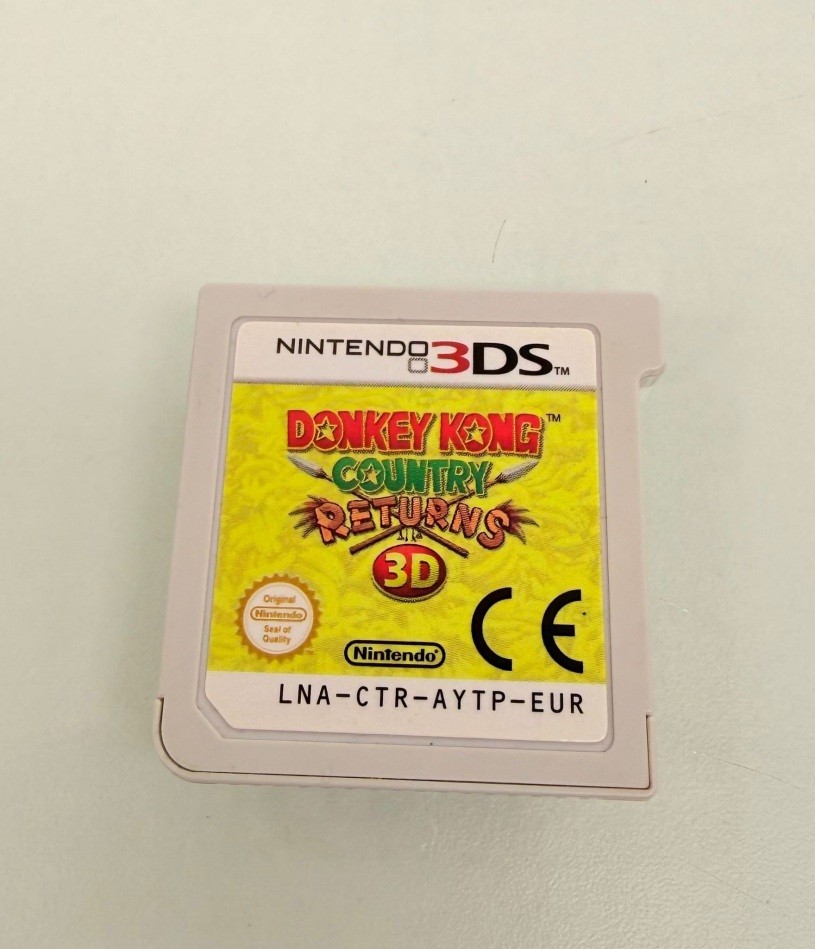 NINTENDO 3DS™
DONKEY KONG™
COUNTRY
RETURNS
3D
Original
Nintendo
Seal of
Quality
Nintendo®
CE
LNA-CTR-AYTP-EUR